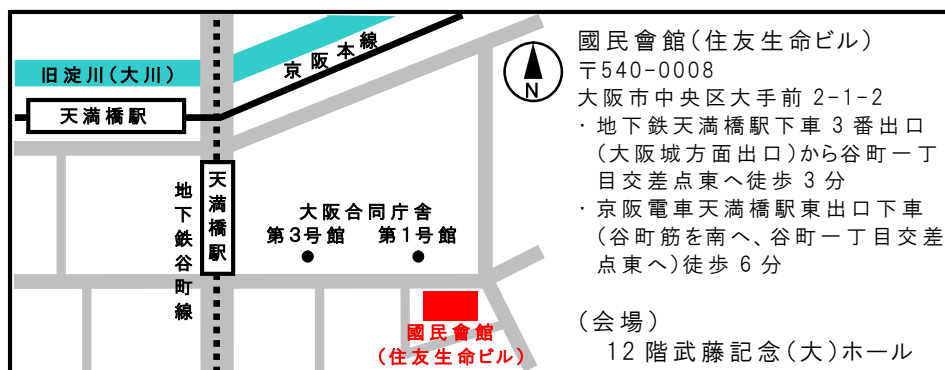 旧淀川（大川）
京阪本線
天満橋駅
天満橋駅
地下鉄谷町線
大阪合同庁舎
第3号館　第1号館
國民會館
（住友生命ビル）
N
國民會館（住友生命ビル）
〒540-0008
大阪市中央区大手前 2-1-2
・地下鉄天満橋駅下車 3 番出口
（大阪城方面出口）から谷町一丁
目交差点東へ徒歩 3 分
・京阪電車天満橋駅東出口下車
（谷町筋を南へ、谷町一丁目交差
点東へ）徒歩 6 分
（会場）
12 階武藤記念（大）ホール